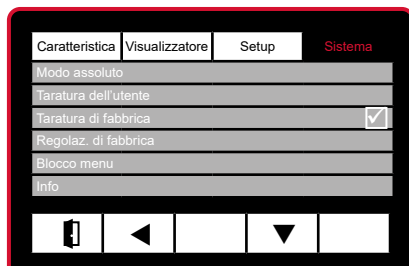 Caratteristica Visualizzatore Setup Sistema
Modo assoluto
Taratura dell'utente
Taratura di fabbrica
Regolaz. di fabbrica
Blocco menu
Info